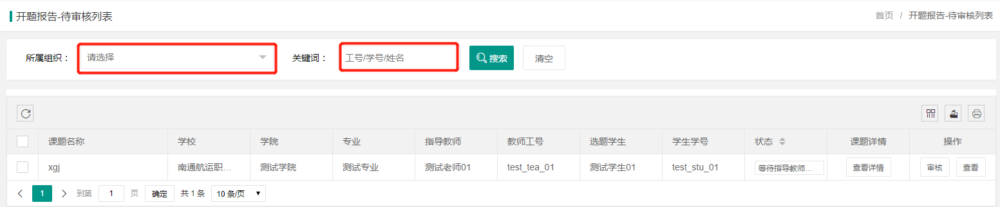 开题报告-待审核列表
首页 / 开题报告-待审核列表
所属组织： 请选择 关键词： 工号/学号/姓名 搜索 清空
课题名称 学校 学院 专业 指导教师 教师工号 选题学生 学生学号 状态 课题详情 操作
xgj 南通航运职... 测试学院 测试专业 测试老师01 test_tea_01 测试学生01 test_stu_01 等待指导教师... 查看详情 审核 查看
1 到第 1 页 确定 共 1 条 10 条/页